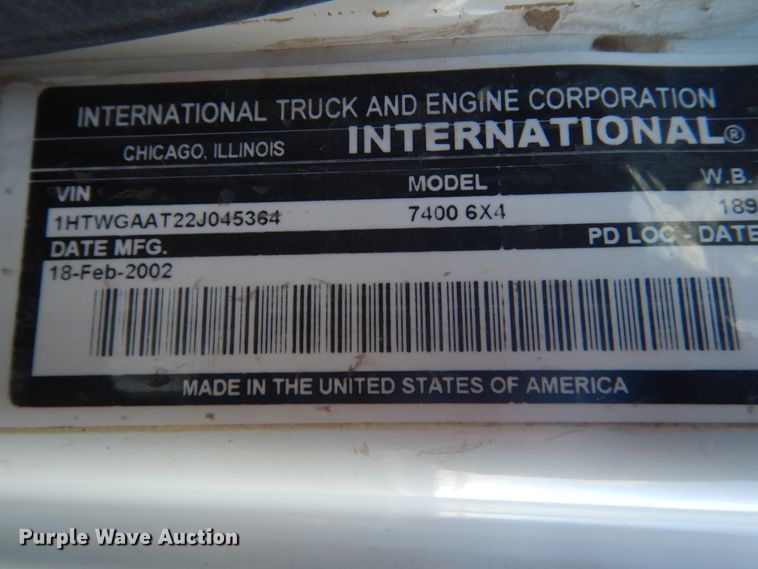 INTERNATIONAL TRUCK AND ENGINE CORPORATION
CHICAGO, ILLINOIS INTERNATIONAL®
VIN MODEL W.B.
1HTWGAAT22J045364 7400 6X4 189
DATE MFG. PD LOC - DATE
18-Feb-2002
MADE IN THE UNITED STATES OF AMERICA
Purple Wave Auction